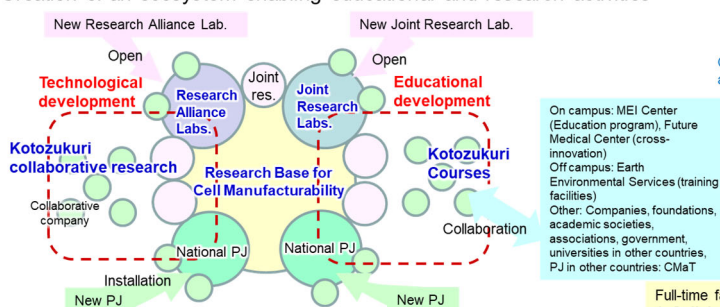 New Research Alliance Lab.
New Joint Research Lab.
Open
Open
Technological
development
Research
Alliance
Labs.
Joint
res.
Joint
Research
Labs.
Educational
development
Kotozukuri
collaborative research
Research Base for
Cell Manufacturability
Kotozukuri
Courses
Collaborative
company
National PJ
National PJ
Collaboration
Installation
New PJ
New PJ
On campus: MEI Center
(Education program), Future
Medical Center (cross-
innovation)
Off campus: Earth
Environmental Services (training
facilities)
Other: Companies, foundations,
academic societies,
associations, government,
universities in other countries,
PJ in other countries: CMaT
Full-time